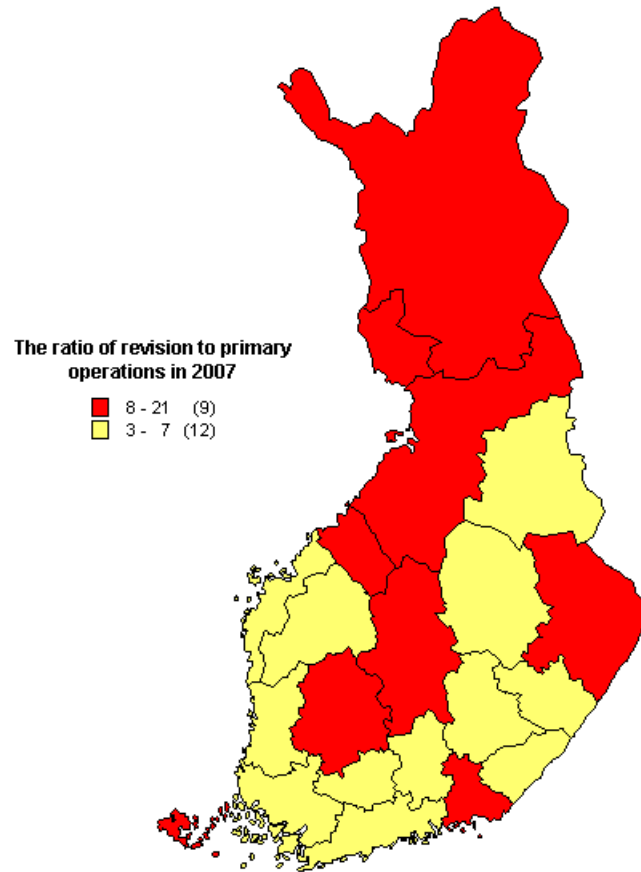 The ratio of revision to primary
operations in 2007
8 - 21 (9)
3 - 7 (12)